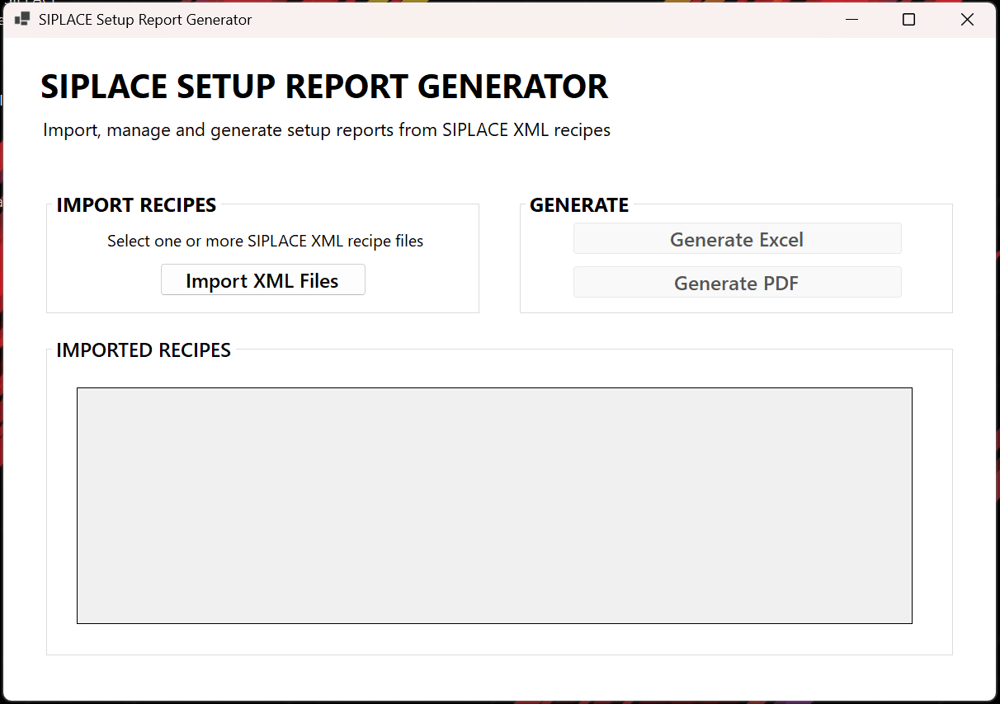 SIPLACE Setup Report Generator
SIPLACE SETUP REPORT GENERATOR
Import, manage and generate setup reports from SIPLACE XML recipes
IMPORT RECIPES
Select one or more SIPLACE XML recipe files
Import XML Files
GENERATE
Generate Excel
Generate PDF
IMPORTED RECIPES